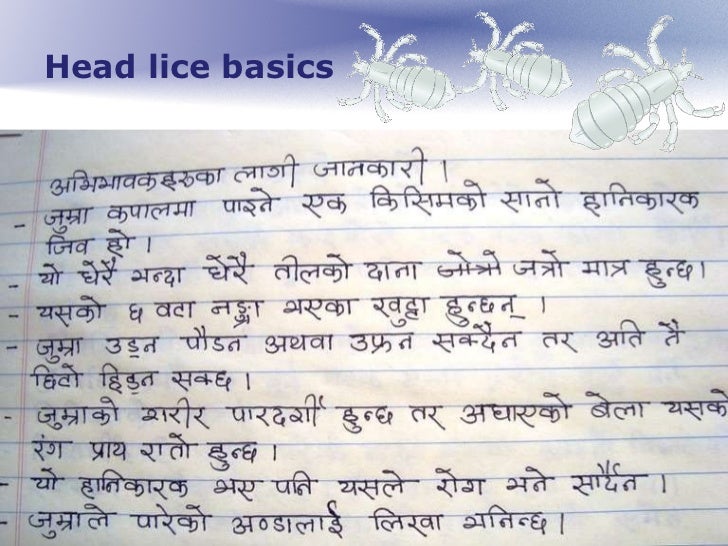 Head lice basics
अभिभावकहरुका लागी जानकारी ।
- जुम्रा कपालमा पाइने एक किसिमको सानो हानिकारक
जिव हो ।
- यो धेरै भन्दा धेरै तीलको दाना जत्रो मात्र हुन्छ।
- यसको ६ वटा नङ्ग्रा भएका खुट्टा हुन्छन् ।
- जुम्रा उड्न पौडन अथवा उफ्रन सक्दैन तर अति नै
छिटो हिड्न सक्छ ।
- जुम्राको शरीर पारदर्शी हुन्छ तर अघाएको बेला यसको
रंग प्राय रातो हुन्छ ।
- यो हानिकारक भए पनि यसले रोग भने सार्दैन ।
- जुम्राले पारेको अण्डालाई लिखा भनिन्छ।